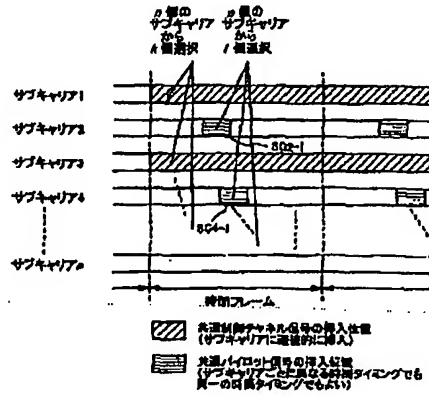 n個の サブキャリア から k個選択
n個の サブキャリア から l個選択
サブキャリア1
サブキャリア2
SC2-1
サブキャリア3
サブキャリア4
SC4-1
サブキャリアn
時間フレーム
共通制御チャネル信号の挿入位置
(サブキャリアに連続的に挿入)
共通パイロット信号の挿入位置
(サブキャリアごとに異なる時間タイミングでも
同一の時間タイミングでもよい)